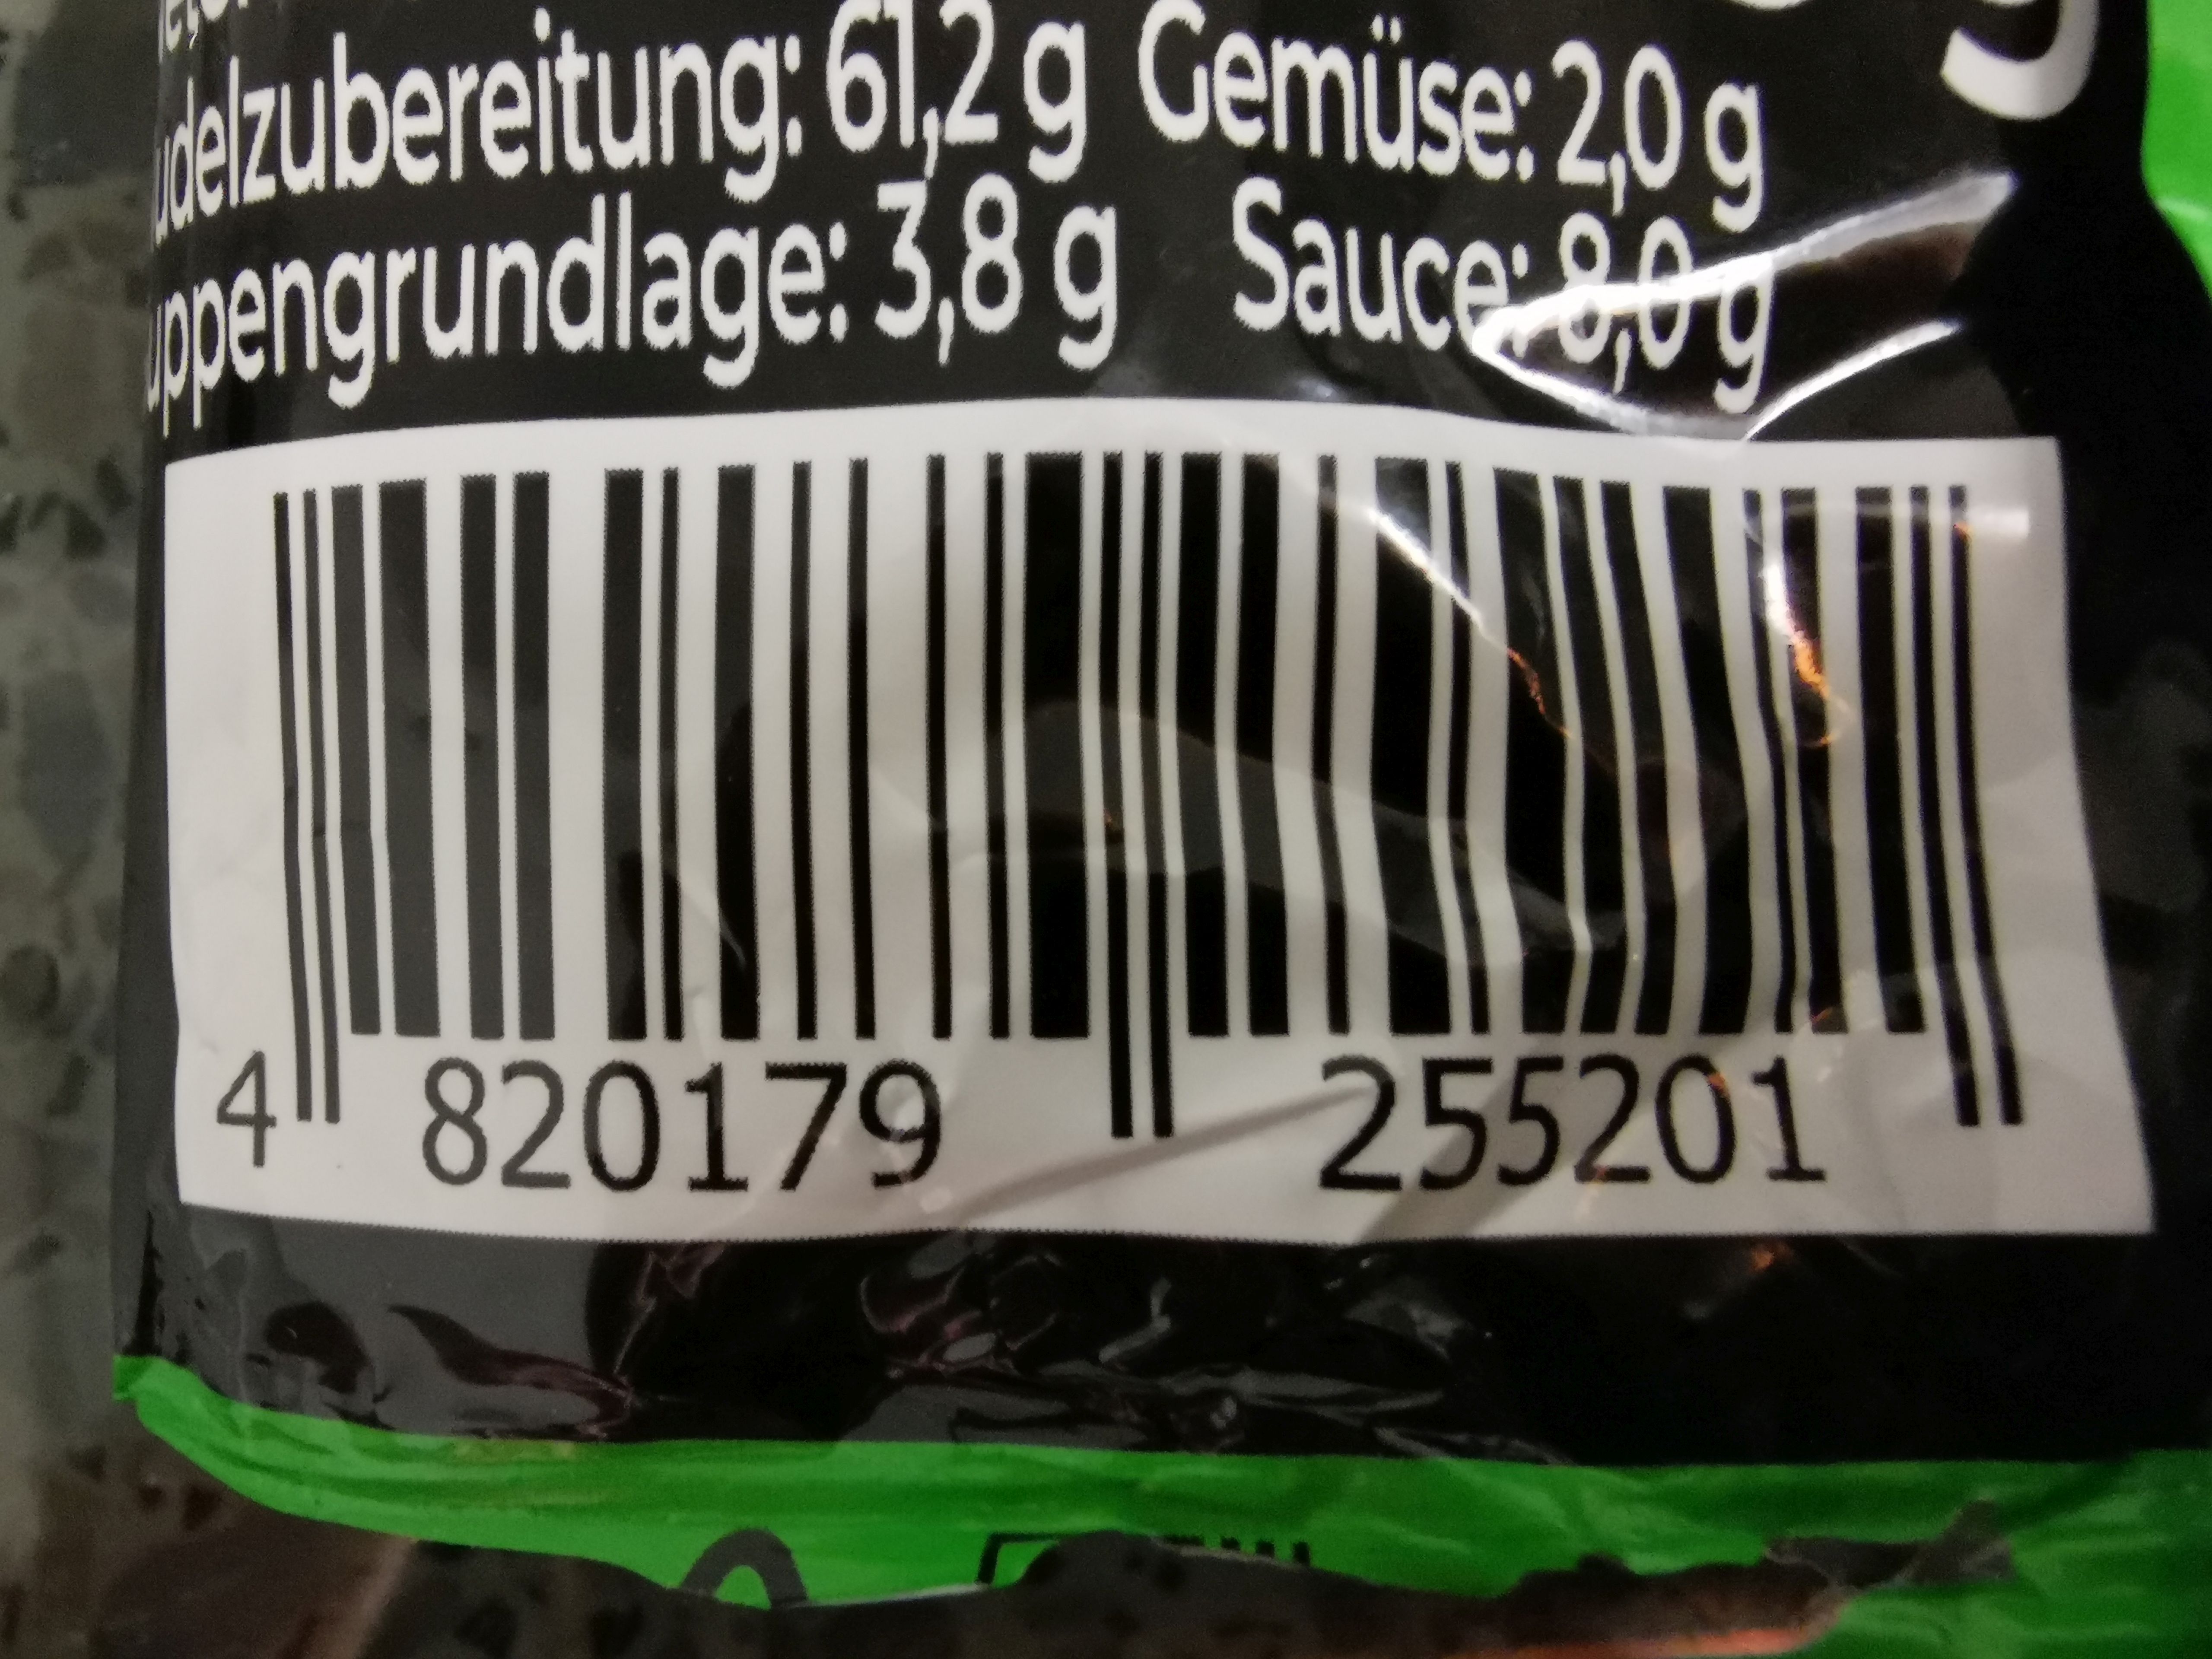 udelzubereitung: 61,2 g Gemüse: 2,0 g
uppengrundlage: 3,8 g Sauce: 8,0 g
4 820179 255201